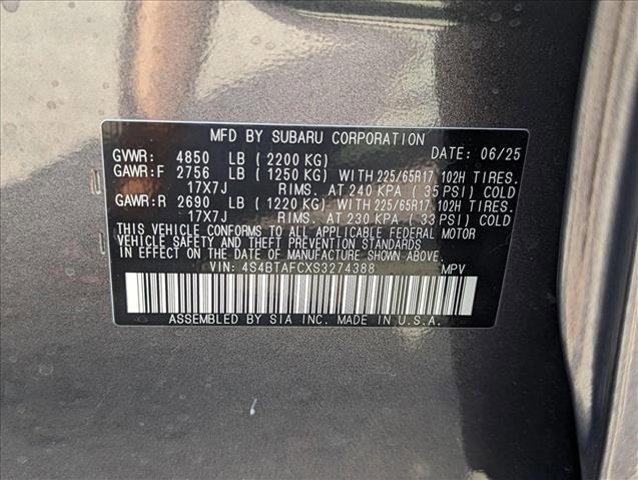 MFD BY SUBARU CORPORATION
GVWR: 4850 LB (2200 KG) DATE: 06/25
GAWR:F 2756 LB (1250 KG) WITH 225/65R17 102H TIRES.
17X7J RIMS. AT 240 KPA (35 PSI) COLD
GAWR:R 2690 LB (1220 KG) WITH 225/65R17 102H TIRES.
17X7J RIMS. AT 230 KPA (33 PSI) COLD
THIS VEHICLE CONFORMS TO ALL APPLICABLE FEDERAL MOTOR
VEHICLE SAFETY AND THEFT PREVENTION STANDARDS
IN EFFECT ON THE DATE OF MANUFACTURE SHOWN ABOVE.
VIN: 4S4BTAFCXS3274388 MPV
ASSEMBLED BY SIA INC. MADE IN U.S.A.